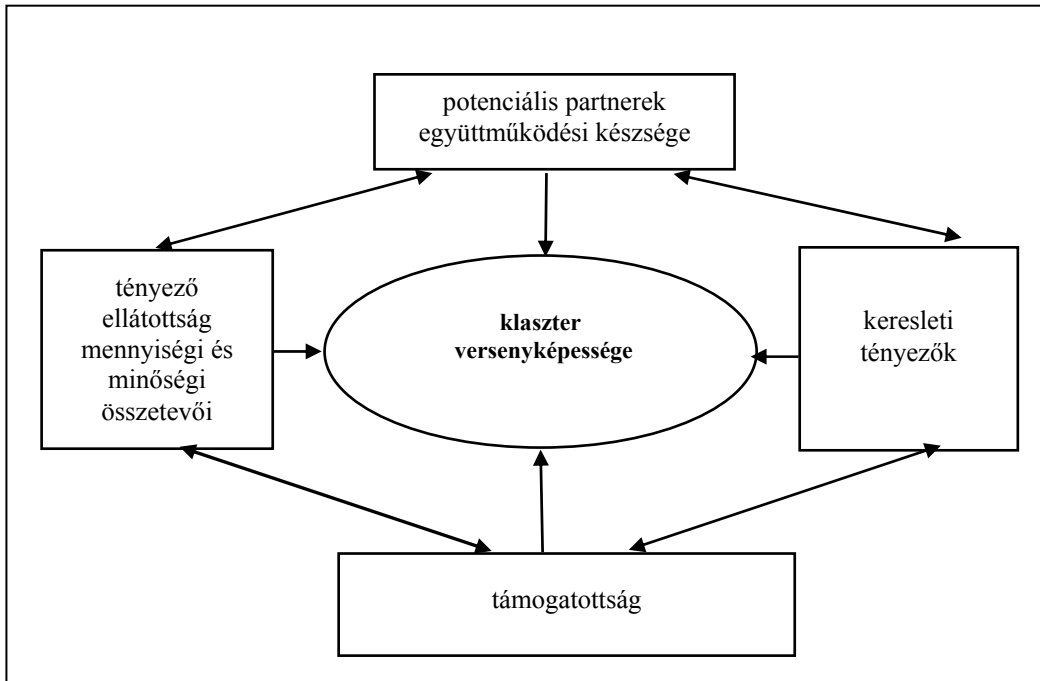 potenciális partnerek
együttműködési készsége
tényező
ellátottság
mennyiségi és
minőségi
összetevői
klaszter
versenyképessége
keresleti
tényezők
támogatottság